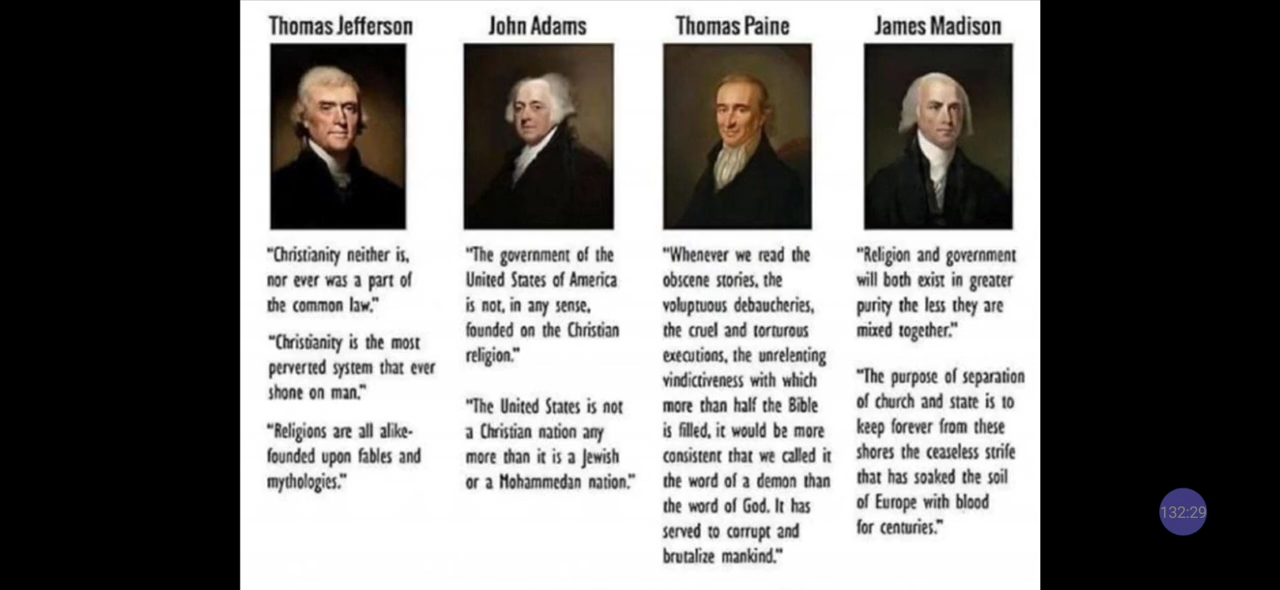 Thomas Jefferson
"Christianity neither is,
nor ever was a part of
the common law."
"Christianity is the most
perverted system that ever
shone on man."
"Religions are all alike-
founded upon fables and
mythologies."
John Adams
"The government of the
United States of America
is not, in any sense,
founded on the Christian
religion."
"The United States is not
a Christian nation any
more than it is a Jewish
or a Mohammedan nation."
Thomas Paine
"Whenever we read the
obscene stories, the
voluptuous debaucheries,
the cruel and torturous
executions, the unrelenting
vindictiveness with which
more than half the Bible
is filled, it would be more
consistent that we called it
the word of a demon than
the word of God. It has
served to corrupt and
brutalize mankind."
James Madison
"Religion and government
will both exist in greater
purity the less they are
mixed together."
"The purpose of separation
of church and state is to
keep forever from these
shores the ceaseless strife
that has soaked the soil
of Europe with blood
for centuries."
132:29